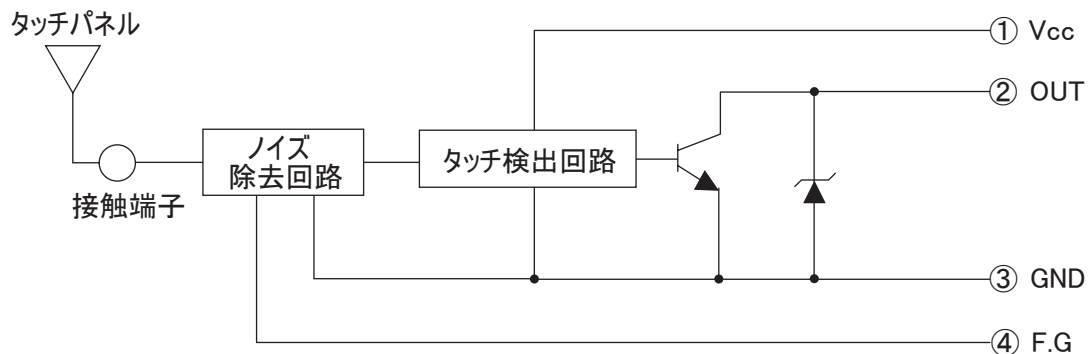 タッチパネル
① Vcc
② OUT
ノイズ
除去回路
タッチ検出回路
接触端子
③ GND
④ F.G